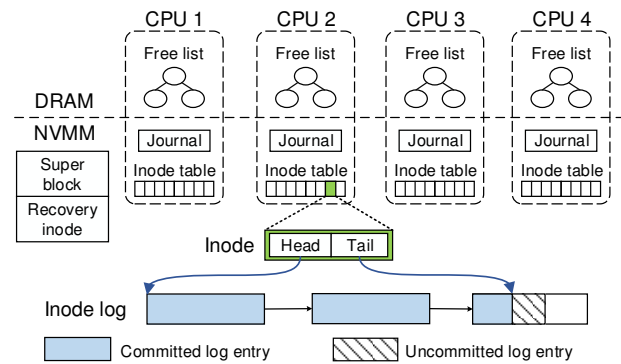 CPU 1 CPU 2 CPU 3 CPU 4
Free list Free list Free list Free list
DRAM
NVMM
Journal Journal Journal Journal
Super
block
Inode table Inode table Inode table Inode table
Recovery
inode
Inode Head Tail
Inode log
Committed log entry Uncommitted log entry